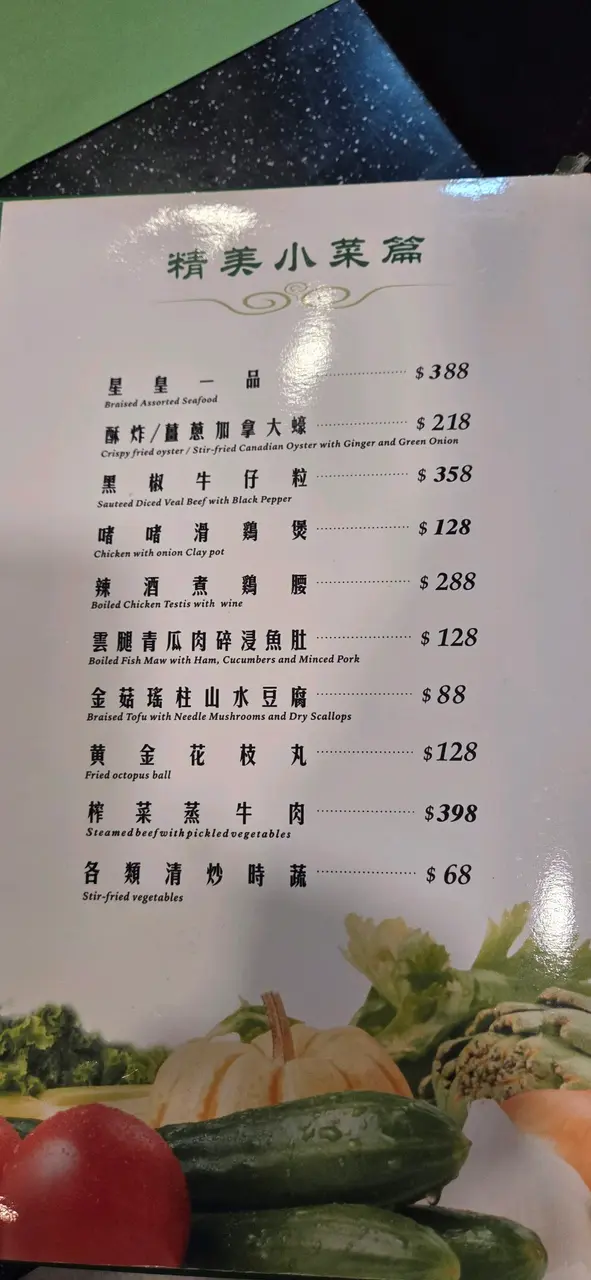 精美小菜篇
星皇一品 ............ $388
Braised Assorted Seafood
酥炸/薑蔥加拿大蠔 ............ $218
Crispy fried oyster / Stir-fried Canadian Oyster with Ginger and Green Onion
黑椒牛仔粒 ............ $358
Sauteed Diced Veal Beef with Black Pepper
啫啫滑鷄煲 ............ $128
Chicken with onion Clay pot
辣酒煮鷄腰 ............ $288
Boiled Chicken Testis with wine
雲腿青瓜肉碎浸魚肚 ............ $128
Boiled Fish Maw with Ham, Cucumbers and Minced Pork
金菇瑤柱山水豆腐 ............ $88
Braised Tofu with Needle Mushrooms and Dry Scallops
黄金花枝丸 ............ $128
Fried octopus ball
榨菜蒸牛肉 ............ $398
Steamed beef with pickled vegetables
各類清炒時蔬 ............ $68
Stir-fried vegetables